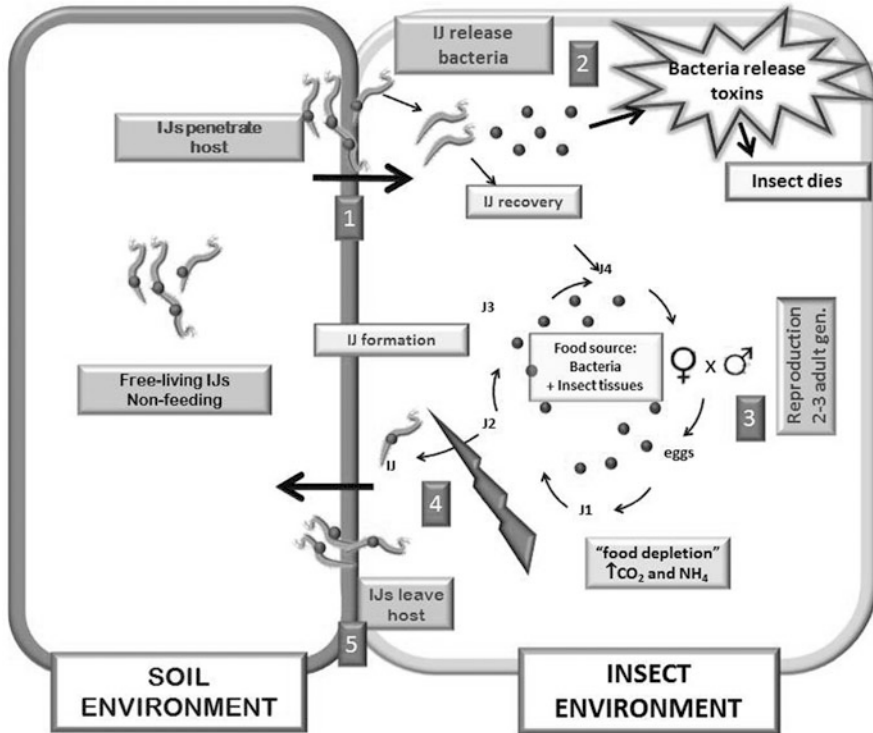 IJ release
bacteria
2
Bacteria release
toxins
IJs penetrate
host
Insect dies
IJ recovery
1
J4
J3
IJ formation
Food source:
Bacteria
+ Insect tissues
♀ x ♂
Reproduction
2-3 adult gen.
3
Free-living IJs
Non-feeding
J2
IJ
eggs
4
J1
"food depletion"
↑CO₂ and NH₄
IJs leave
host
5
SOIL
ENVIRONMENT
INSECT
ENVIRONMENT